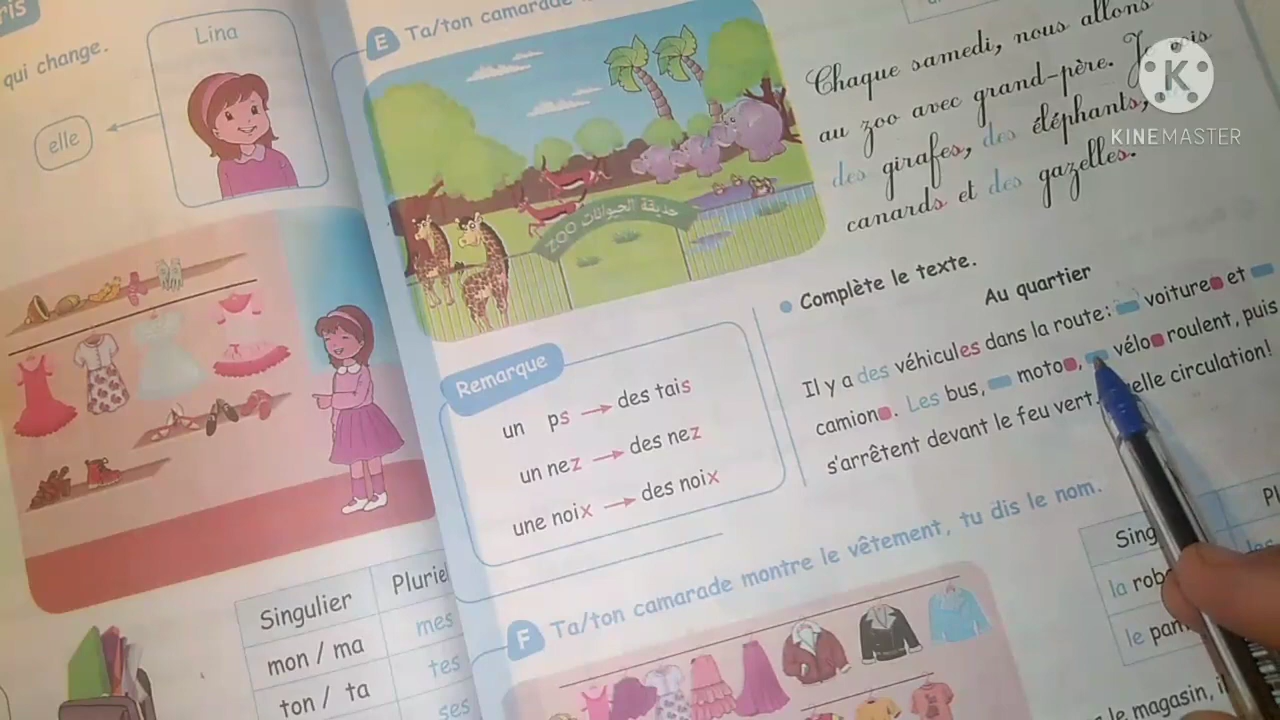 ris
qui change.
Lina
elle
Singulier Pluriel
mon / ma mes
ton / ta tes
ses
E Ta/ton camarade
حديقة الحيوانات ZOO
Chaque samedi, nous allons
au zoo avec grand-père. Je vois
des girafes, des éléphants,
canards et des gazelles.
KINEMASTER
Remarque
un ps → des tais
un nez → des nez
une noix → des noix
Complète le texte.
Au quartier
Il y a des véhicules dans la route: voiture et
camion . Les bus, moto , vélo roulent, puis
s'arrêtent devant le feu vert. elle circulation!
F Ta/ton camarade montre le vêtement, tu dis le nom.
Sing Pl
la robe les
le pan
le magasin, il